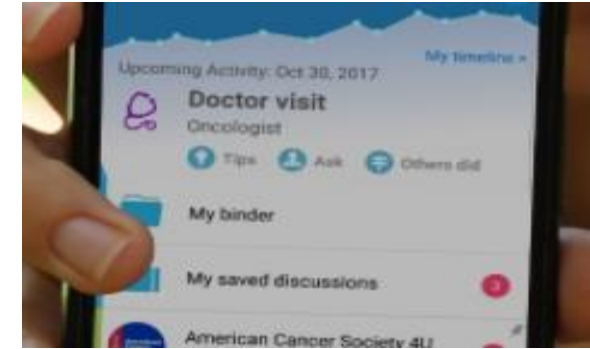 My timeline »
Upcoming Activity: Oct 30, 2017
Doctor visit
Oncologist
Tips Ask Others did
My binder
My saved discussions 3
American Cancer Society 4U